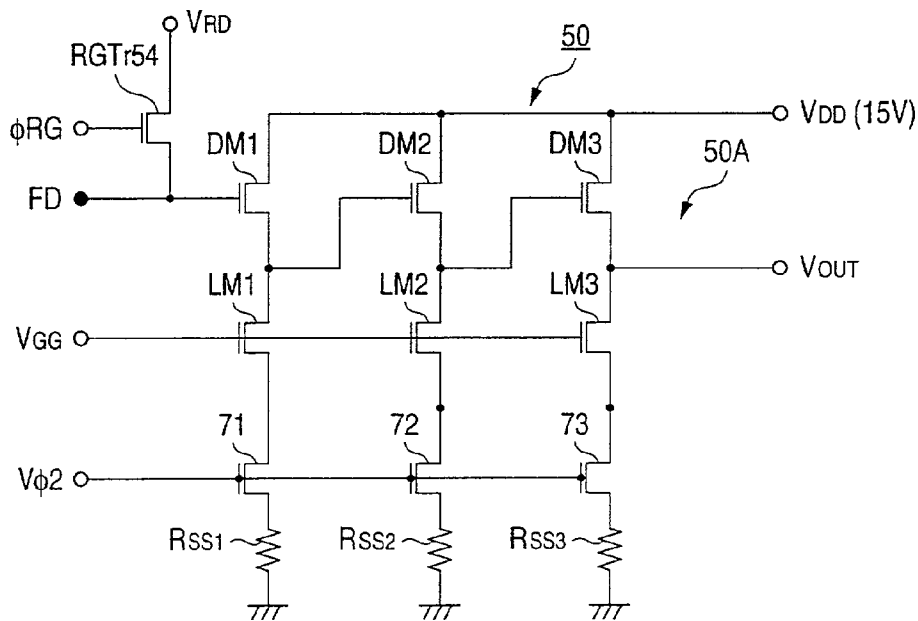 VRD
RGTr54
50
ϕRG
VDD (15V)
DM1
DM2
DM3
50A
FD
VOUT
LM1
LM2
LM3
VGG
71
72
73
Vϕ2
RSS1
RSS2
RSS3